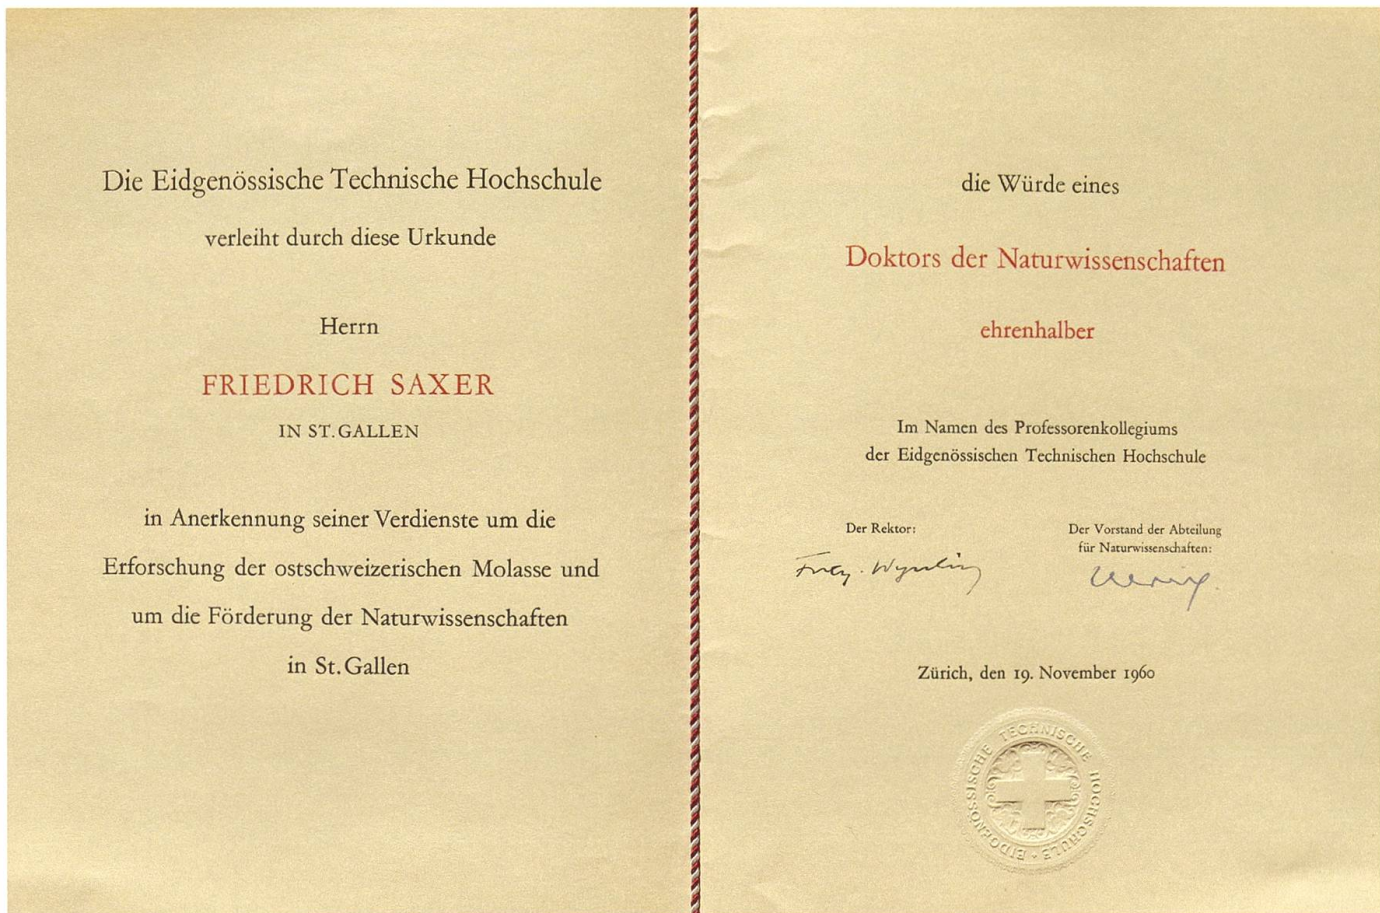 Die Eidgenössische Technische Hochschule
verleiht durch diese Urkunde
Herrn
FRIEDRICH SAXER
IN ST. GALLEN
in Anerkennung seiner Verdienste um die
Erforschung der ostschweizerischen Molasse und
um die Förderung der Naturwissenschaften
in St. Gallen
die Würde eines
Doktors der Naturwissenschaften
ehrenhalber
Im Namen des Professorenkollegiums
der Eidgenössischen Technischen Hochschule
Der Rektor:
Frey-Wyssling
Der Vorstand der Abteilung
für Naturwissenschaften:
Zürich, den 19. November 1960
EIDGENÖSSISCHE TECHNISCHE HOCHSCHULE